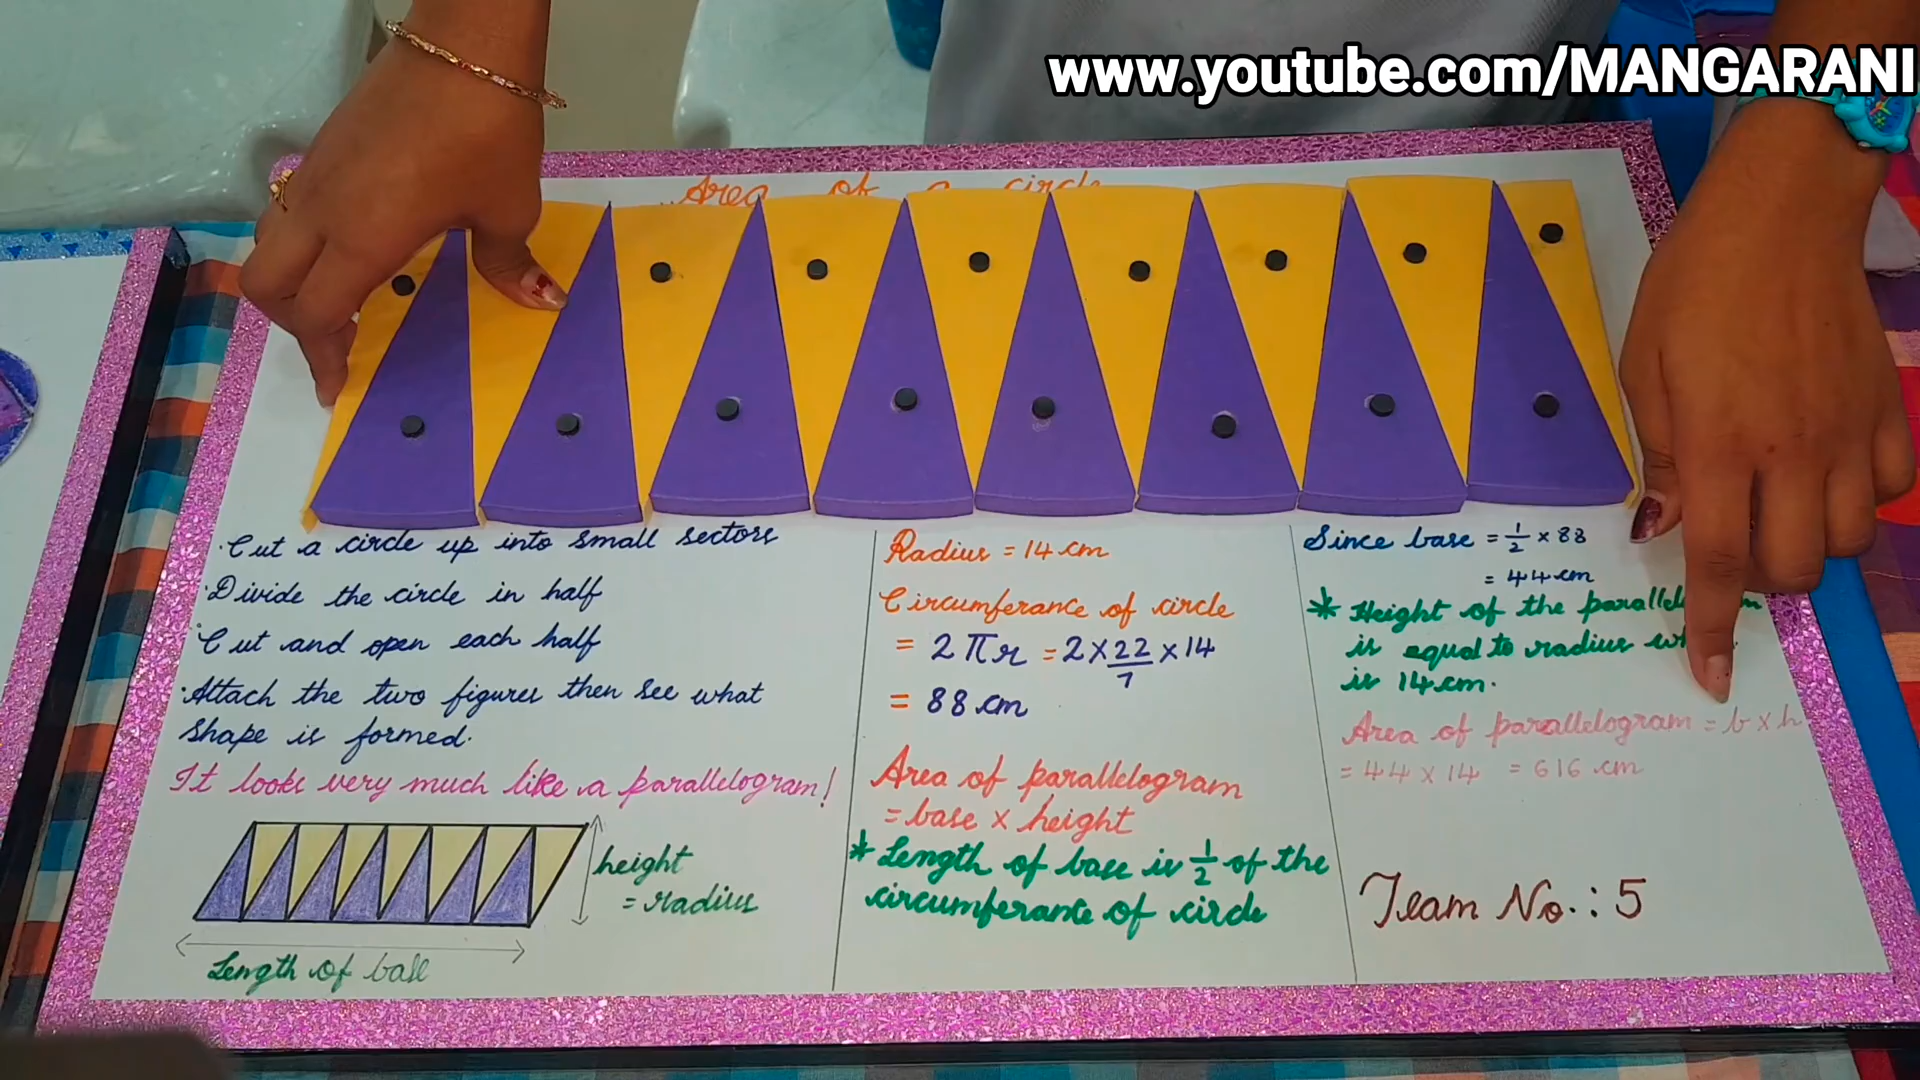 www.youtube.com/MANGARANI
Area of a circle
·Cut a circle up into small sectors
·Divide the circle in half
·Cut and open each half
·Attach the two figures then see what
shape is formed.
It looks very much like a parallelogram!
height
= radius
Length of base
Radius = 14 cm
Circumferance of circle
= 2πr = 2 × 22/7 × 14
= 88 cm
Area of parallelogram
= base × height
* Length of base is 1/2 of the
circumferance of circle
Since base = 1/2 × 88
= 44 cm
* Height of the
is equal to radius
is 14 cm.
Area of parallelogram = b × h
= 44 × 14 = 616 cm
Team No.: 5